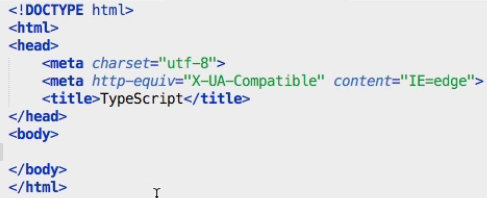 <!DOCTYPE html>
<html>
<head>
    <meta charset="utf-8">
    <meta http-equiv="X-UA-Compatible" content="IE=edge">
    <title>TypeScript</title>
</head>
<body>

</body>
</html>